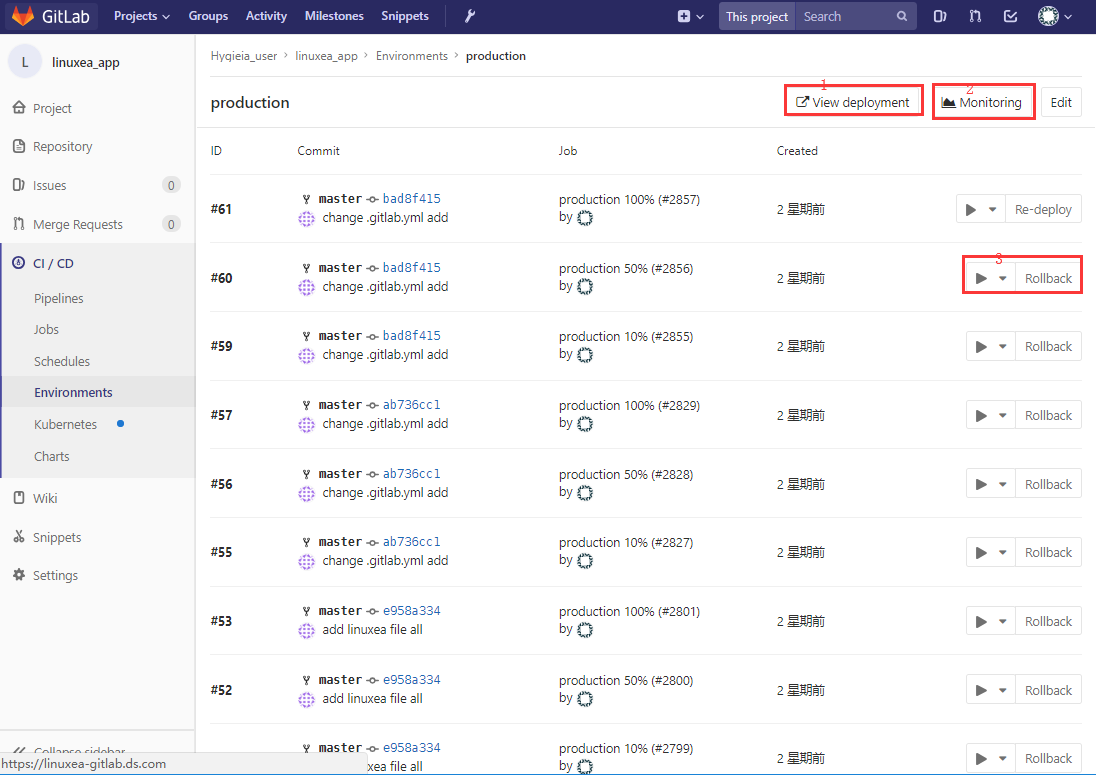 GitLab Projects Groups Activity Milestones Snippets This project Search
L linuxea_app
Project
Repository
Issues 0
Merge Requests 0
CI / CD
Pipelines
Jobs
Schedules
Environments
Kubernetes
Charts
Wiki
Snippets
Settings
Collapse sidebar
https://linuxea-gitlab.ds.com
Hygieia_user › linuxea_app › Environments › production
production 1 View deployment 2 Monitoring Edit
ID Commit Job Created
#61 master bad8f415 production 100% (#2857) 2 星期前 Re-deploy
change .gitlab.yml add by
3
#60 master bad8f415 production 50% (#2856) 2 星期前 Rollback
change .gitlab.yml add by
#59 master bad8f415 production 10% (#2855) 2 星期前 Rollback
change .gitlab.yml add by
#57 master ab736cc1 production 100% (#2829) 2 星期前 Rollback
change .gitlab.yml add by
#56 master ab736cc1 production 50% (#2828) 2 星期前 Rollback
change .gitlab.yml add by
#55 master ab736cc1 production 10% (#2827) 2 星期前 Rollback
change .gitlab.yml add by
#53 master e958a334 production 100% (#2801) 2 星期前 Rollback
add linuxea file all by
#52 master e958a334 production 50% (#2800) 2 星期前 Rollback
add linuxea file all by
master e958a334 production 10% (#2799) 2 星期前 Rollback
linuxea file all by